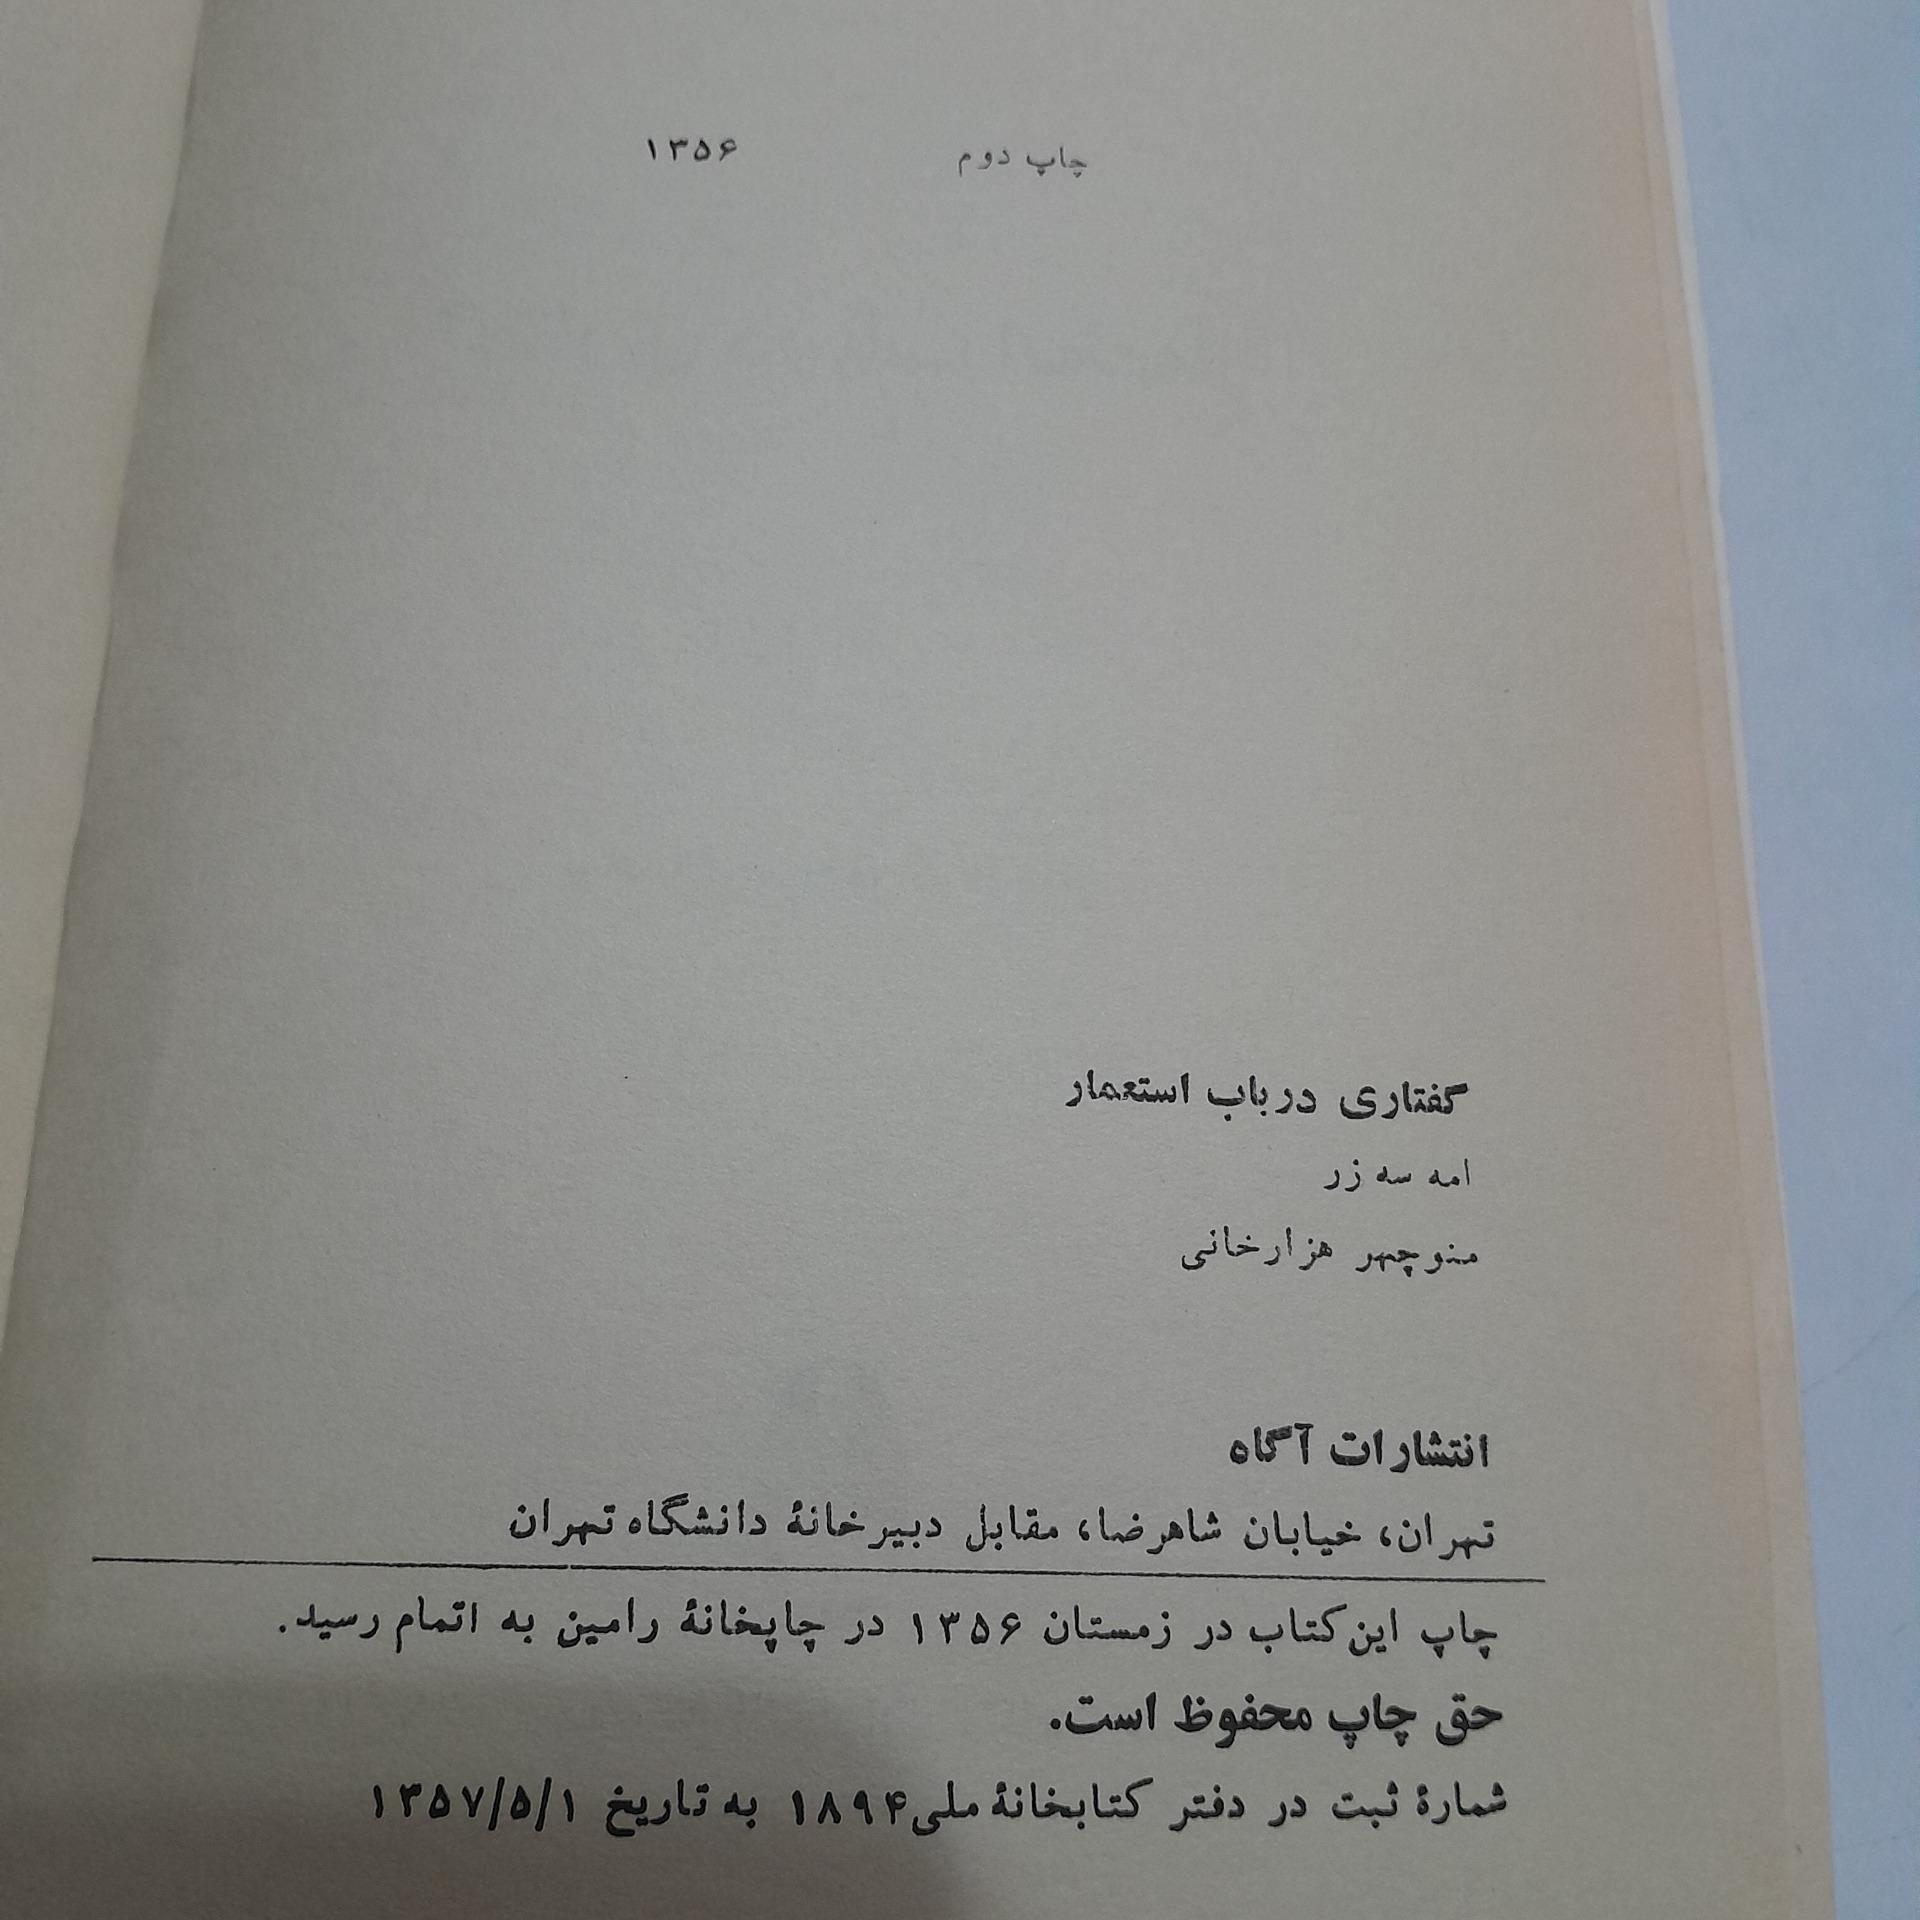 چاپ دوم ۱۳۵۶
گفتاری در باب استعمار
امه سه زر
منوچهر هزارخانی
انتشارات آگاه
تهران، خیابان شاهرضا، مقابل دبیرخانهٔ دانشگاه تهران
چاپ این کتاب در زمستان ۱۳۵۶ در چاپخانهٔ رامین به اتمام رسید.
حق چاپ محفوظ است.
شمارهٔ ثبت در دفتر کتابخانهٔ ملی ۱۸۹۴ به تاریخ ۱۳۵۷/۵/۱